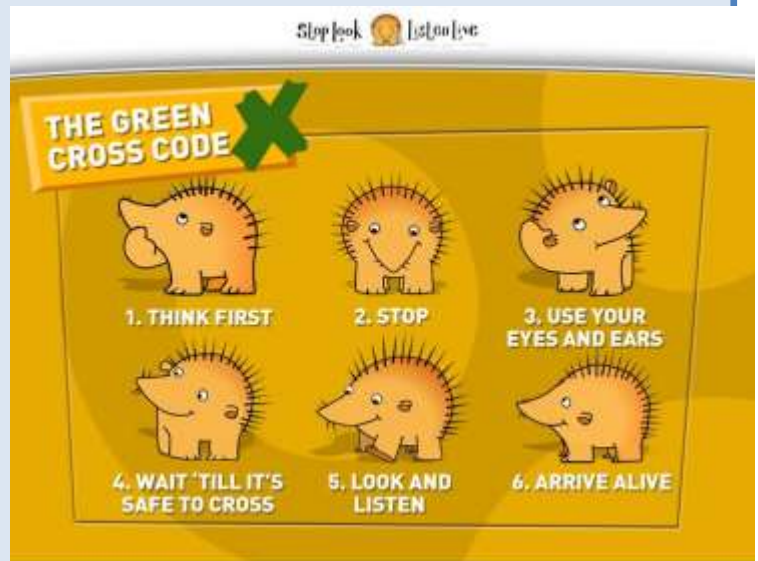 Stop look Listen Live
THE GREEN
CROSS CODE
1. THINK FIRST
2. STOP
3. USE YOUR
EYES AND EARS
4. WAIT 'TILL IT'S
SAFE TO CROSS
5. LOOK AND
LISTEN
6. ARRIVE ALIVE